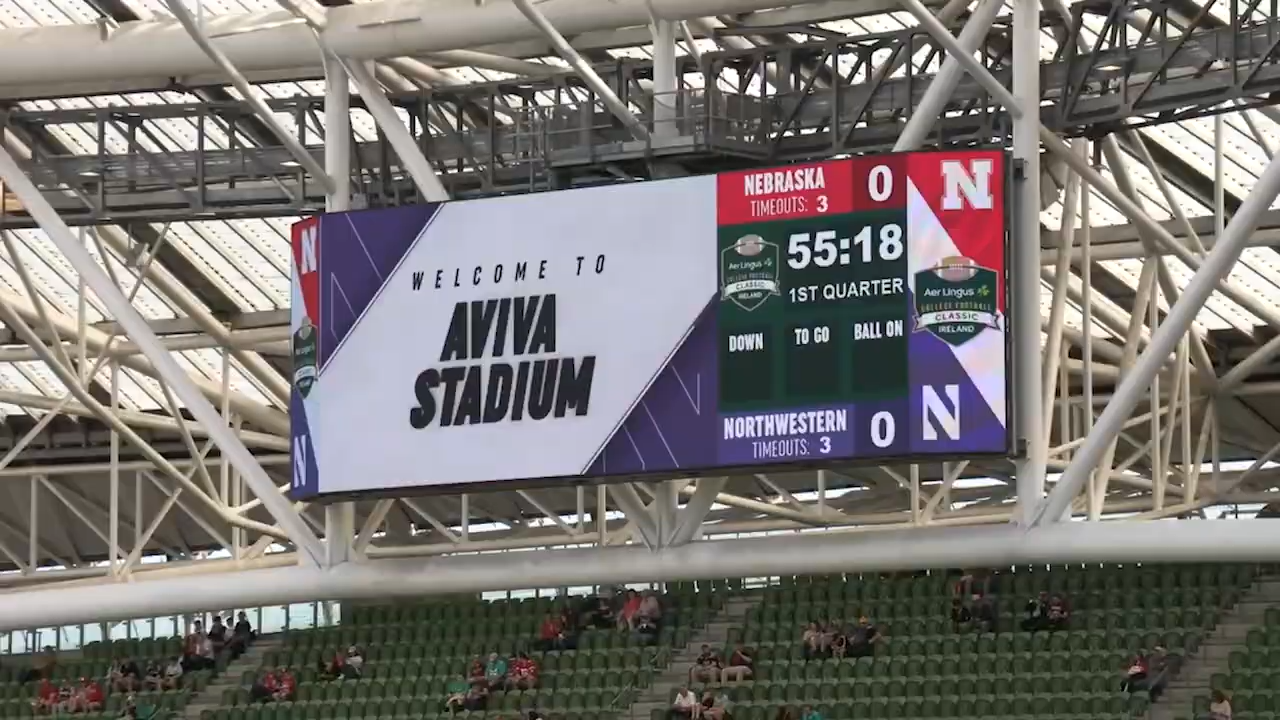 WELCOME TO
AVIVA
STADIUM
NEBRASKA 0
TIMEOUTS: 3
55:18
1ST QUARTER
DOWN TO GO BALL ON
NORTHWESTERN 0
TIMEOUTS: 3
Aer Lingus
COLLEGE FOOTBALL
CLASSIC
IRELAND
N
Aer Lingus
COLLEGE FOOTBALL
CLASSIC
IRELAND
N
N
N